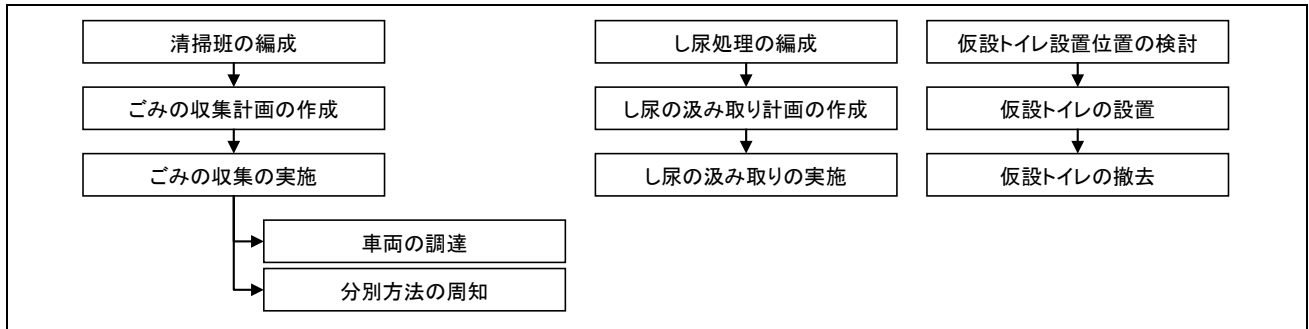 清掃班の編成
ごみの収集計画の作成
ごみの収集の実施
車両の調達
分別方法の周知
し尿処理の編成
し尿の汲み取り計画の作成
し尿の汲み取りの実施
仮設トイレ設置位置の検討
仮設トイレの設置
仮設トイレの撤去